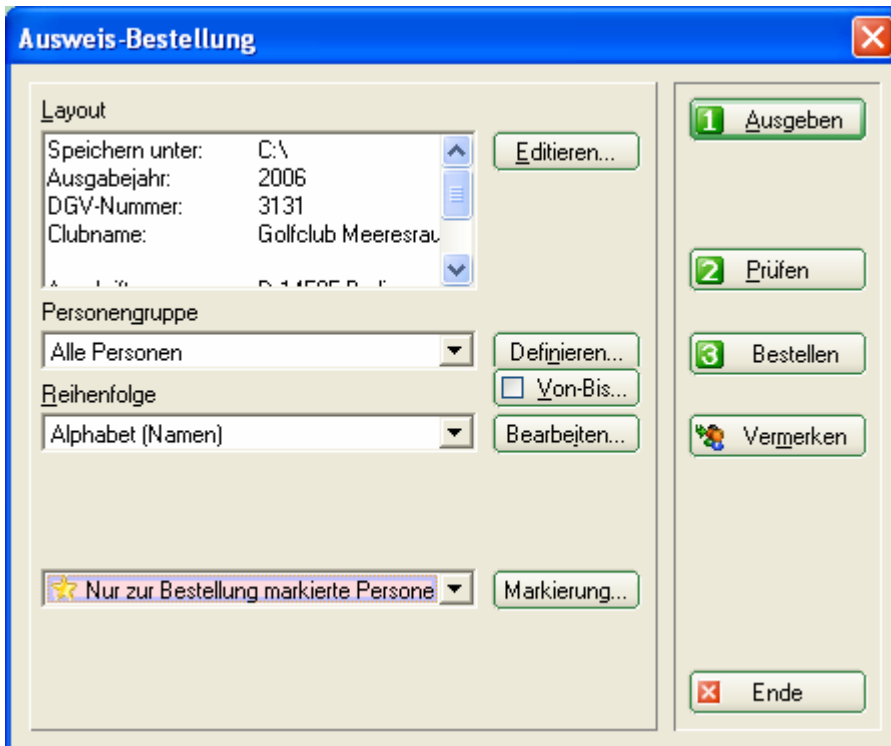 Ausweis-Bestellung
Layout
Speichern unter: C:\
Ausgabejahr: 2006
DGV-Nummer: 3131
Clubname: Golfclub Meeresrau
Editieren...
Personengruppe
Alle Personen
Definieren...
Von-Bis...
Reihenfolge
Alphabet (Namen)
Bearbeiten...
Nur zur Bestellung markierte Persone
Markierung...
1 Ausgeben
2 Prüfen
3 Bestellen
Vermerken
Ende